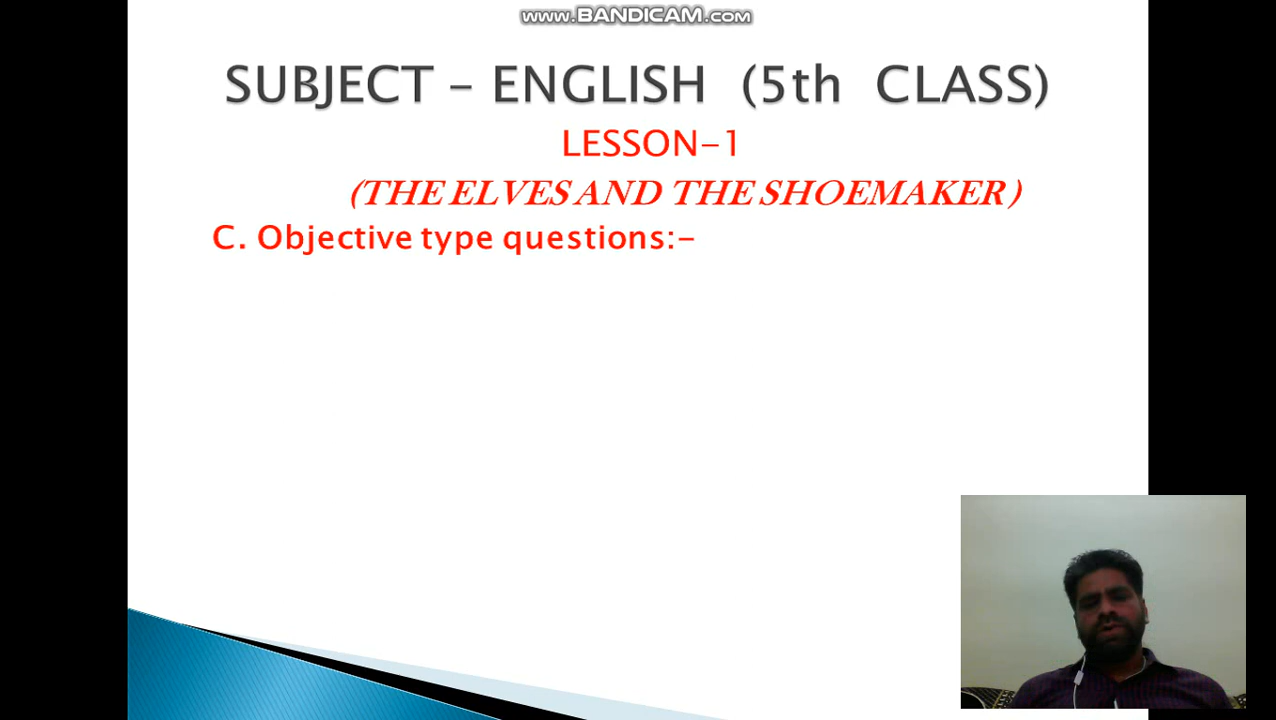 www.BANDICAM.com
SUBJECT – ENGLISH (5th CLASS)
LESSON-1
(THE ELVES AND THE SHOEMAKER)
C. Objective type questions:-